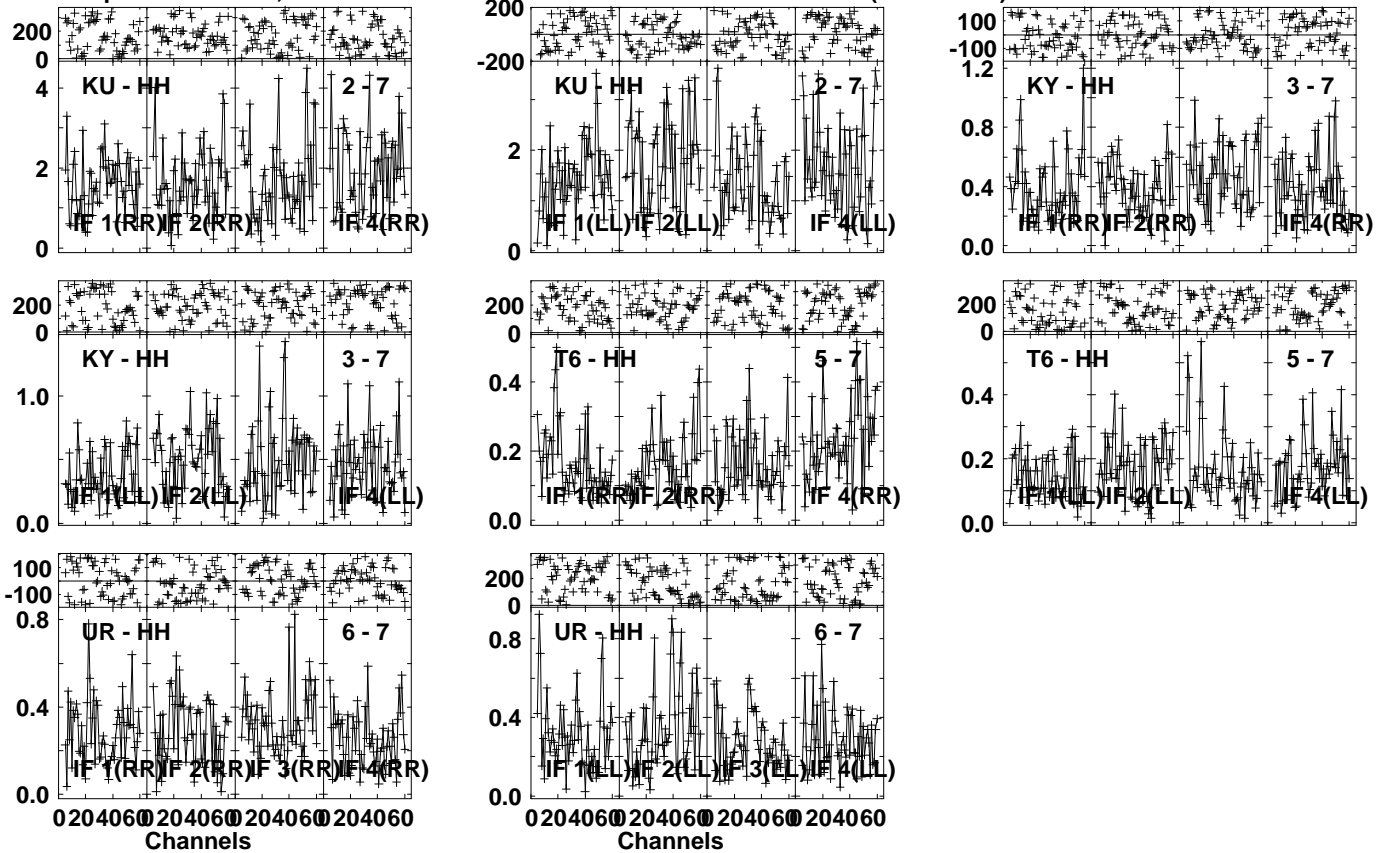 200
0
KU - HH
2 - 7
4
2
0
IF 1(RR) IF 2(RR) IF 4(RR)
200
-200
KU - HH
2 - 7
2
0
IF 1(LL) IF 2(LL) IF 4(LL)
100
-100
KY - HH
3 - 7
1.2
0.8
0.4
0.0
IF 1(RR) IF 2(RR) IF 4(RR)
200
0
KY - HH
3 - 7
1.0
0.0
IF 1(LL) IF 2(LL) IF 4(LL)
200
0
T6 - HH
5 - 7
0.4
0.2
0.0
IF 1(RR) IF 2(RR) IF 4(RR)
200
0
T6 - HH
5 - 7
0.4
0.2
0.0
IF 1(LL) IF 2(LL) IF 4(LL)
100
-100
UR - HH
6 - 7
0.8
0.4
0.0
IF 1(RR) IF 2(RR) IF 3(RR) IF 4(RR)
0 20 40 60 0 20 40 60 0 20 40 60 0 20 40 60
Channels
200
0
UR - HH
6 - 7
0.8
0.4
0.0
IF 1(LL) IF 2(LL) IF 3(LL) IF 4(LL)
0 20 40 60 0 20 40 60 0 20 40 60 0 20 40 60
Channels